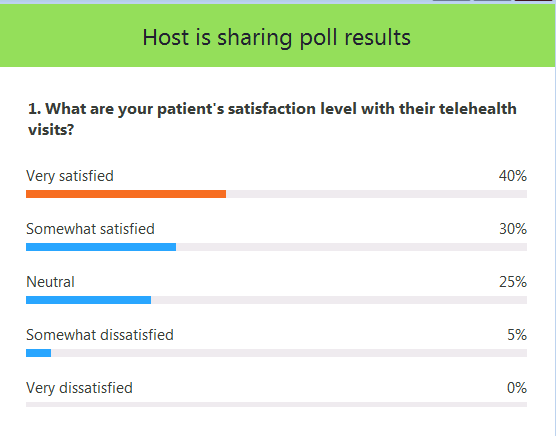 Host is sharing poll results
1. What are your patient's satisfaction level with their telehealth
visits?
Very satisfied 40%
Somewhat satisfied 30%
Neutral 25%
Somewhat dissatisfied 5%
Very dissatisfied 0%